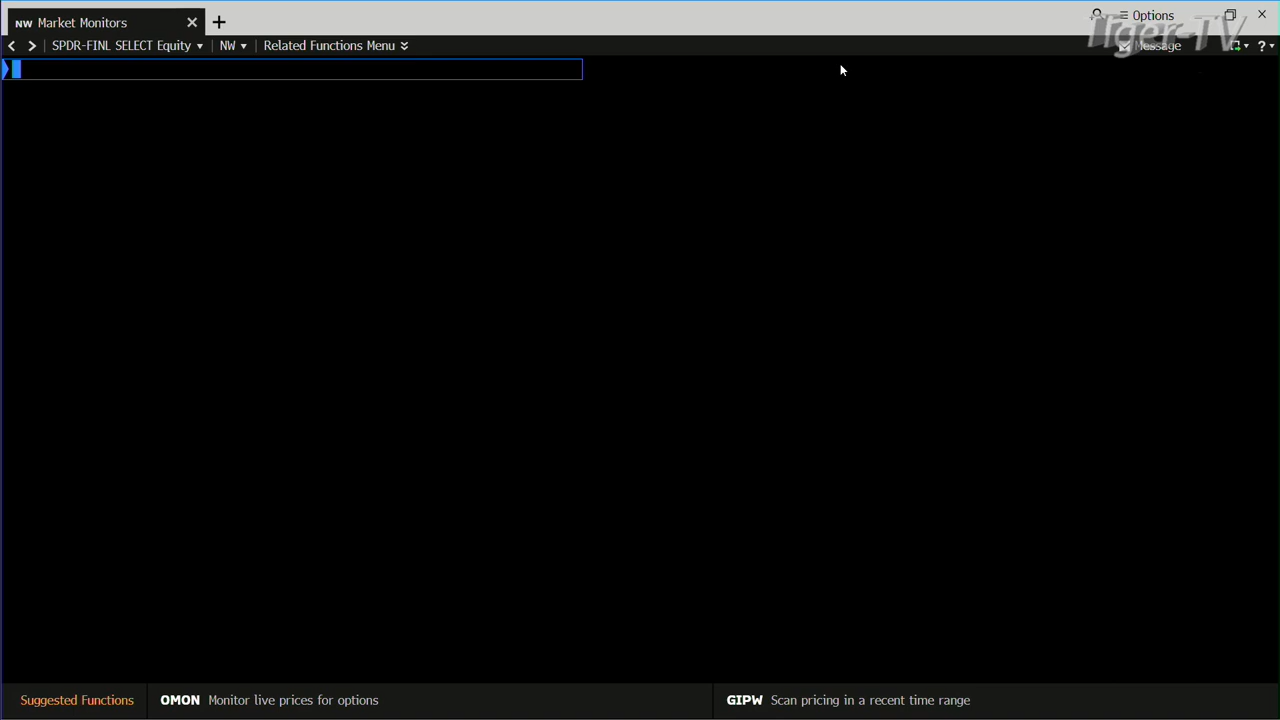 NW Market Monitors
Options
Tiger-TV
SPDR-FINL SELECT Equity NW Related Functions Menu Message ?
Suggested Functions OMON Monitor live prices for options GIPW Scan pricing in a recent time range